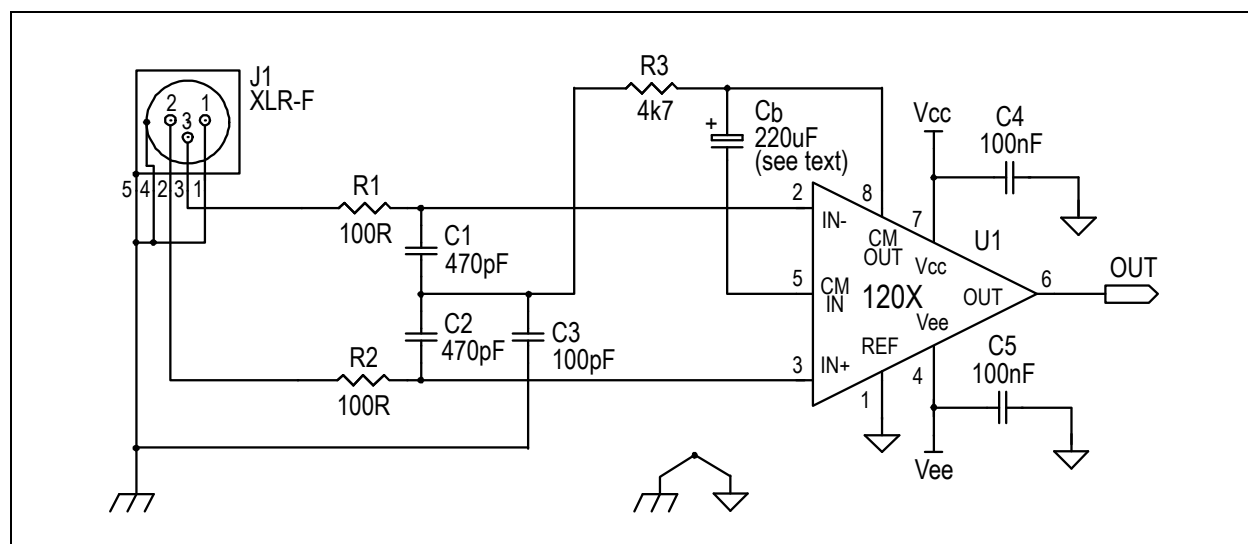 J1
XLR-F
2
3
1
5
4
2
3
1
R1
100R
R2
100R
C1
470pF
C2
470pF
C3
100pF
R3
4k7
+
Cb
220uF
(see text)
2
IN-
8
CM
OUT
7
Vcc
Vcc
C4
100nF
U1
5
CM
IN
120X
OUT
6
OUT
Vee
3
IN+
REF
1
4
C5
100nF
Vee